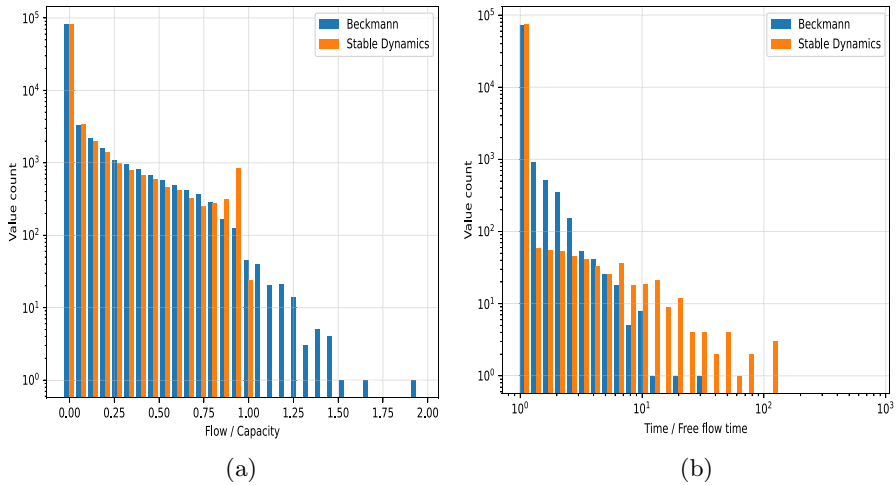 Beckmann
Stable Dynamics
Value count
10^5
10^4
10^3
10^2
10^1
10^0
0.00 0.25 0.50 0.75 1.00 1.25 1.50 1.75 2.00
Flow / Capacity
(a)
Beckmann
Stable Dynamics
Value count
10^5
10^4
10^3
10^2
10^1
10^0
10^0 10^1 10^2 10^3
Time / Free flow time
(b)